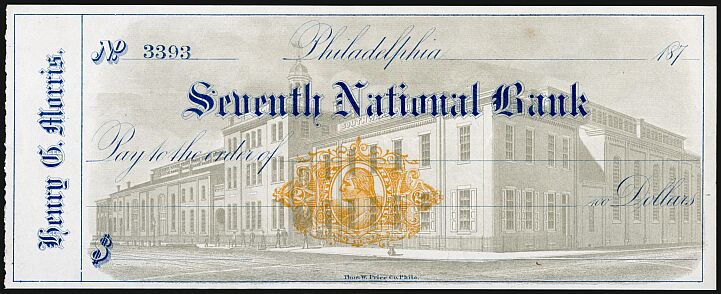 Henry G. Morris.
No 3393 Philadelphia 187
Seventh National Bank
Pay to the order of
100 Dollars
$
Thos. W. Price Co. Phila.